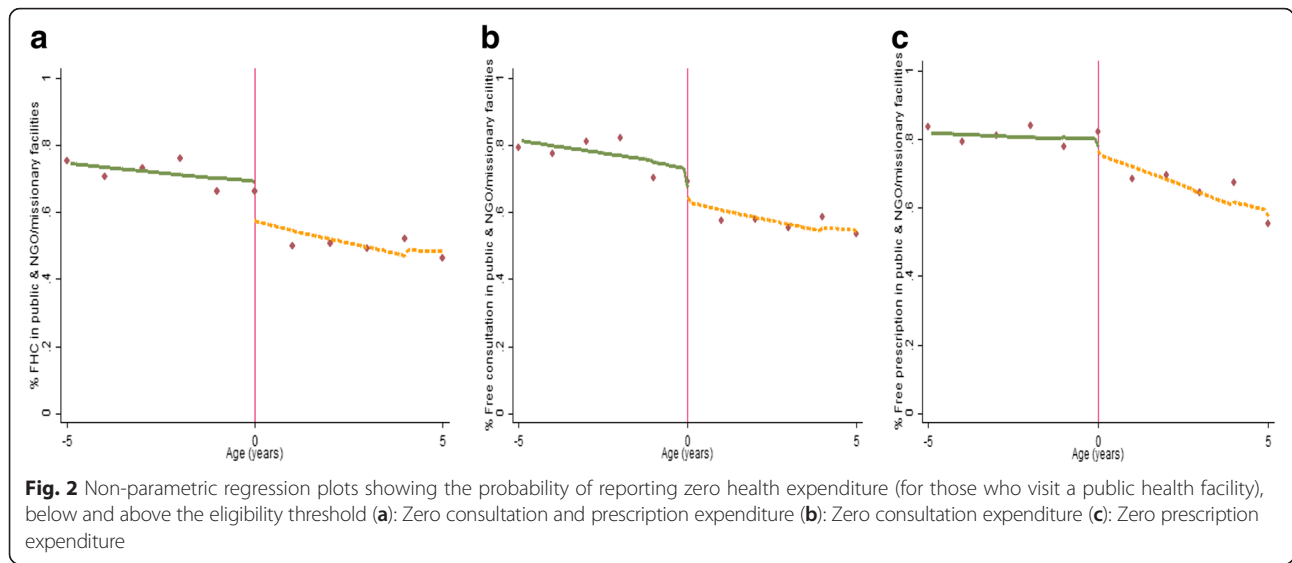 a
% FHC in public & NGO/missionary facilities
0 .2 .4 .6 .8 1
-5 0 5
Age (years)
b
% Free consultation in public & NGO/missionary facilities
0 .2 .4 .6 .8 1
-5 0 5
Age (years)
c
% Free prescription in public & NGO/missionary facilities
0 .2 .4 .6 .8 1
-5 0 5
Age (years)
Fig. 2 Non-parametric regression plots showing the probability of reporting zero health expenditure (for those who visit a public health facility),
below and above the eligibility threshold (a): Zero consultation and prescription expenditure (b): Zero consultation expenditure (c): Zero prescription
expenditure